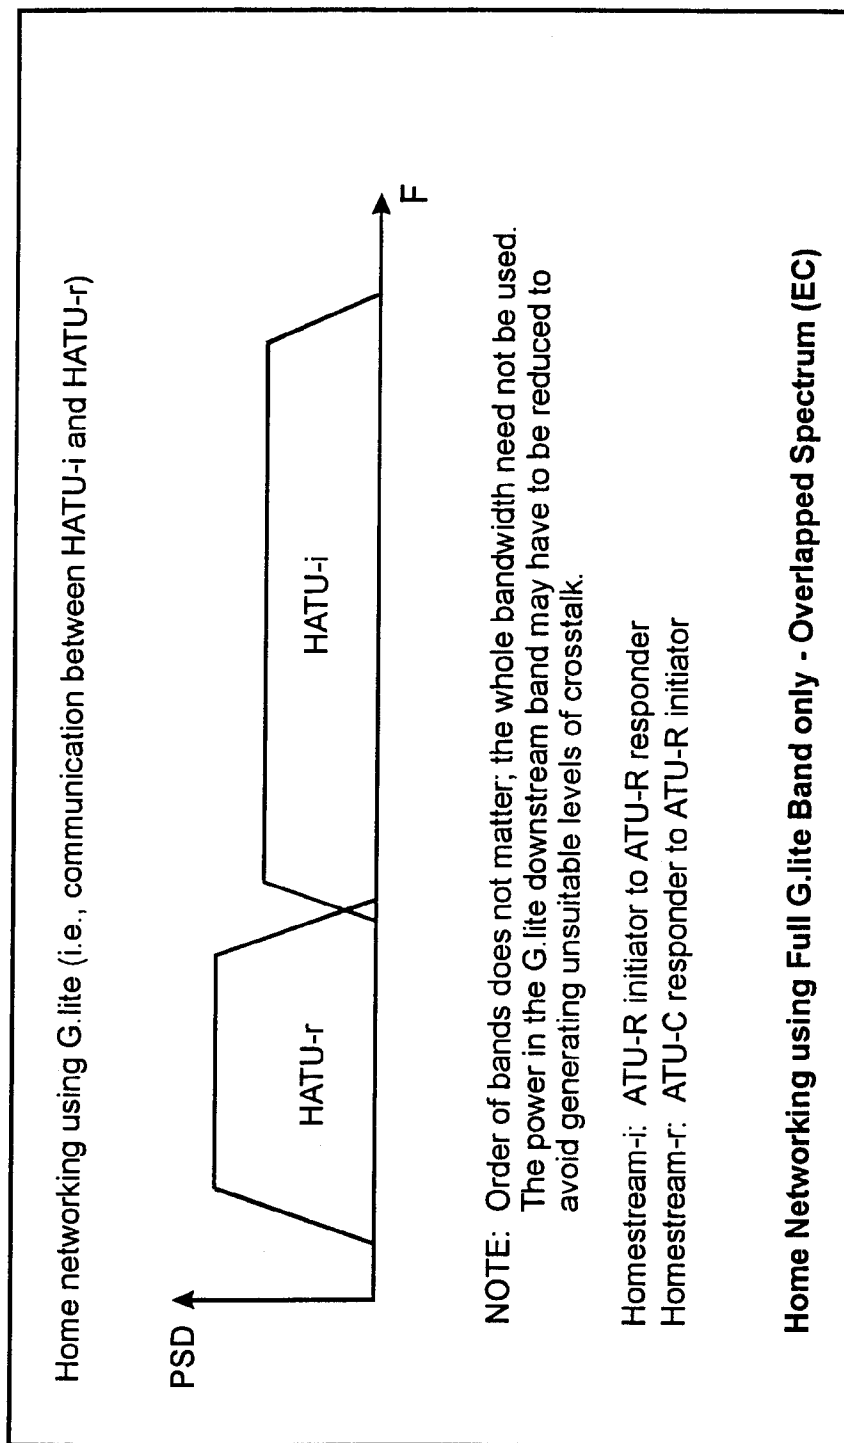 Home networking using G.lite (i.e., communication between HATU-i and HATU-r)
PSD
HATU-r
HATU-i
F
NOTE: Order of bands does not matter; the whole bandwidth need not be used.
The power in the G.lite downstream band may have to be reduced to
avoid generating unsuitable levels of crosstalk.
Homestream-i: ATU-R initiator to ATU-R responder
Homestream-r: ATU-C responder to ATU-R initiator
Home Networking using Full G.lite Band only - Overlapped Spectrum (EC)